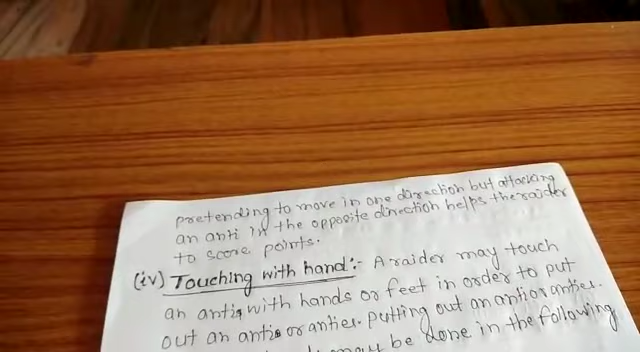 pretending to move in one direction but attacking
an anti in the opposite direction helps the raider
to score points.
(iv) Touching with hand:- A raider may touch
an antis with hands or feet in order to put
out an antis or anties. Putting out an anti or anties.
may be done in the following